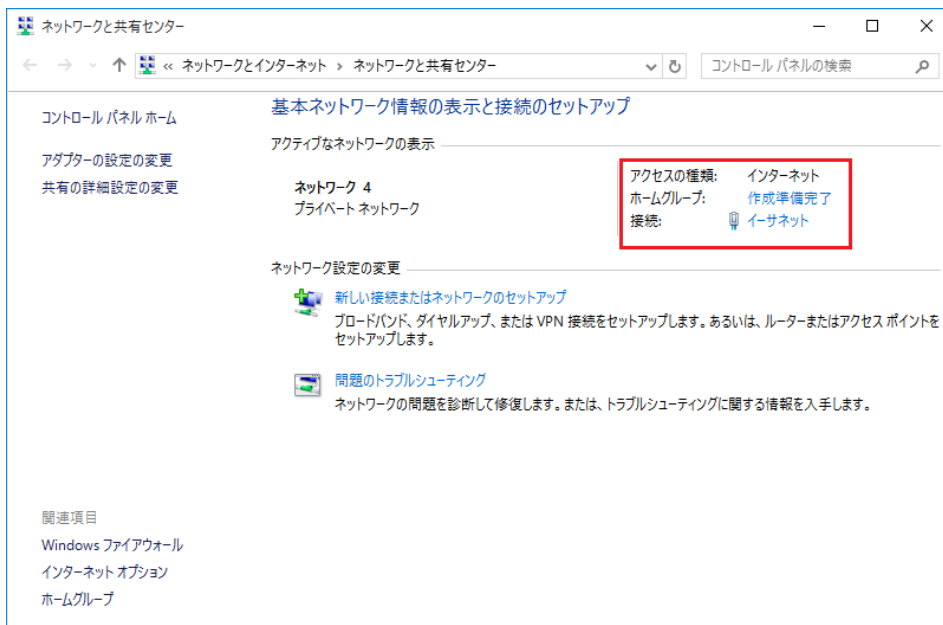 ネットワークと共有センター
« ネットワークとインターネット › ネットワークと共有センター
コントロール パネルの検索
コントロール パネル ホーム
アダプターの設定の変更
共有の詳細設定の変更
基本ネットワーク情報の表示と接続のセットアップ
アクティブなネットワークの表示
ネットワーク 4
プライベート ネットワーク
アクセスの種類: インターネット
ホームグループ: 作成準備完了
接続: イーサネット
ネットワーク設定の変更
新しい接続またはネットワークのセットアップ
ブロードバンド、ダイヤルアップ、または VPN 接続をセットアップします。あるいは、ルーターまたはアクセス ポイントを
セットアップします。
問題のトラブルシューティング
ネットワークの問題を診断して修復します。または、トラブルシューティングに関する情報を入手します。
関連項目
Windows ファイアウォール
インターネット オプション
ホームグループ